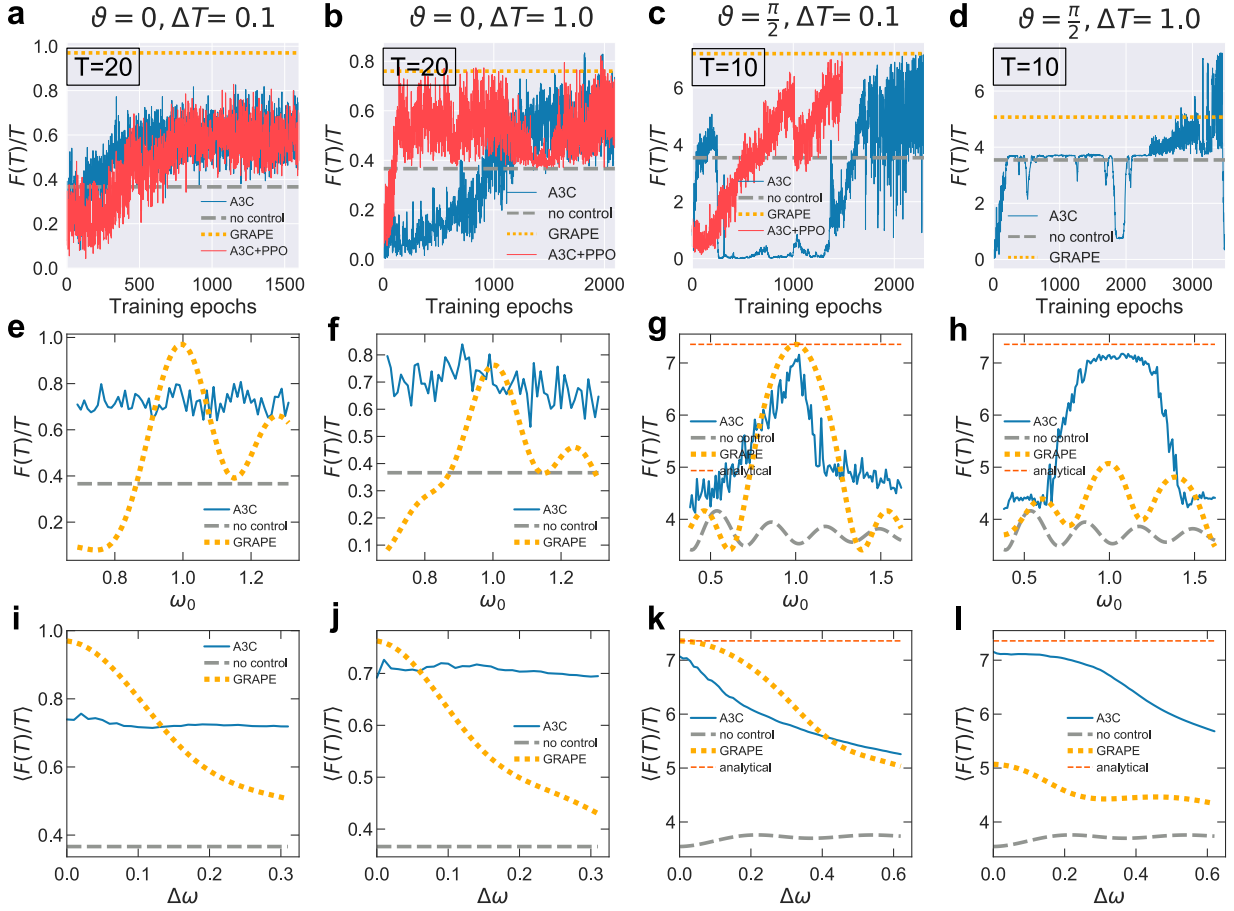 a ϑ = 0, ΔT = 0.1
T=20
F(T)/T
1.0
0.8
0.6
0.4
0.2
0.0
0 500 1000 1500
Training epochs
A3C
no control
GRAPE
A3C+PPO
b ϑ = 0, ΔT = 1.0
T=20
F(T)/T
0.8
0.6
0.4
0.2
0.0
0 1000 2000
Training epochs
A3C
no control
GRAPE
A3C+PPO
c ϑ = π/2, ΔT = 0.1
T=10
F(T)/T
6
4
2
0
0 1000 2000
Training epochs
A3C
no control
GRAPE
A3C+PPO
d ϑ = π/2, ΔT = 1.0
T=10
F(T)/T
6
4
2
0
0 1000 2000 3000
Training epochs
A3C
no control
GRAPE
e
F(T)/T
1.0
0.8
0.6
0.4
0.2
0.8 1.0 1.2
ω0
A3C
no control
GRAPE
f
F(T)/T
0.8
0.7
0.6
0.5
0.4
0.3
0.2
0.1
0.8 1.0 1.2
ω0
A3C
no control
GRAPE
g
F(T)/T
7
6
5
4
0.5 1.0 1.5
ω0
A3C
no control
GRAPE
analytical
h
F(T)/T
7
6
5
4
0.5 1.0 1.5
ω0
A3C
no control
GRAPE
analytical
i
⟨F(T)/T⟩
1.0
0.8
0.6
0.4
0.0 0.1 0.2 0.3
Δω
A3C
no control
GRAPE
j
⟨F(T)/T⟩
0.7
0.6
0.5
0.4
0.0 0.1 0.2 0.3
Δω
A3C
no control
GRAPE
k
⟨F(T)/T⟩
7
6
5
4
0.0 0.2 0.4 0.6
Δω
A3C
no control
GRAPE
analytical
l
⟨F(T)/T⟩
7
6
5
4
0.0 0.2 0.4 0.6
Δω
A3C
no control
GRAPE
analytical